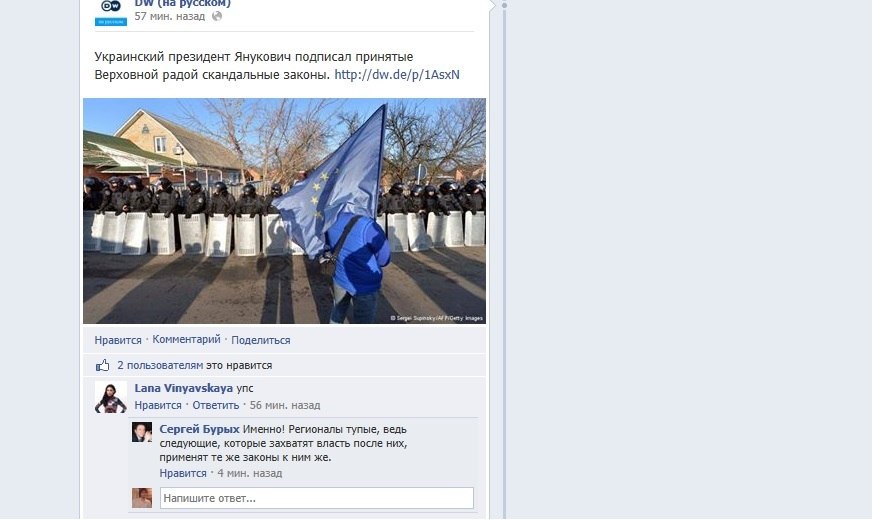 DW (на русском)
на русском
57 мин. назад
Украинский президент Янукович подписал принятые
Верховной радой скандальные законы. http://dw.de/p/1AsxN
© Sergei Supinsky/AFP/Getty Images
Нравится · Комментарий · Поделиться
2 пользователям это нравится
Lana Vinyavskaya упс
Нравится · Ответить · 56 мин. назад
Сергей Бурых Именно! Регионалы тупые, ведь
следующие, которые захватят власть после них,
применят те же законы к ним же.
Нравится · 4 мин. назад
Напишите ответ...